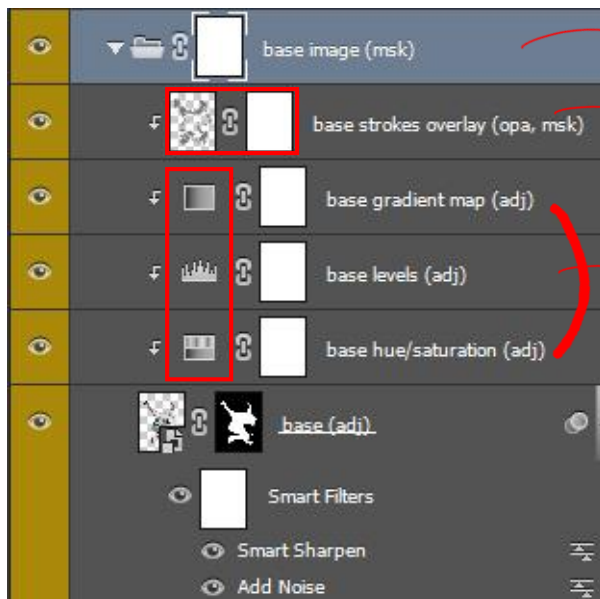 base image (msk)
base strokes overlay (opa, msk)
base gradient map (adj)
base levels (adj)
base hue/saturation (adj)
base (adj)
Smart Filters
Smart Sharpen
Add Noise